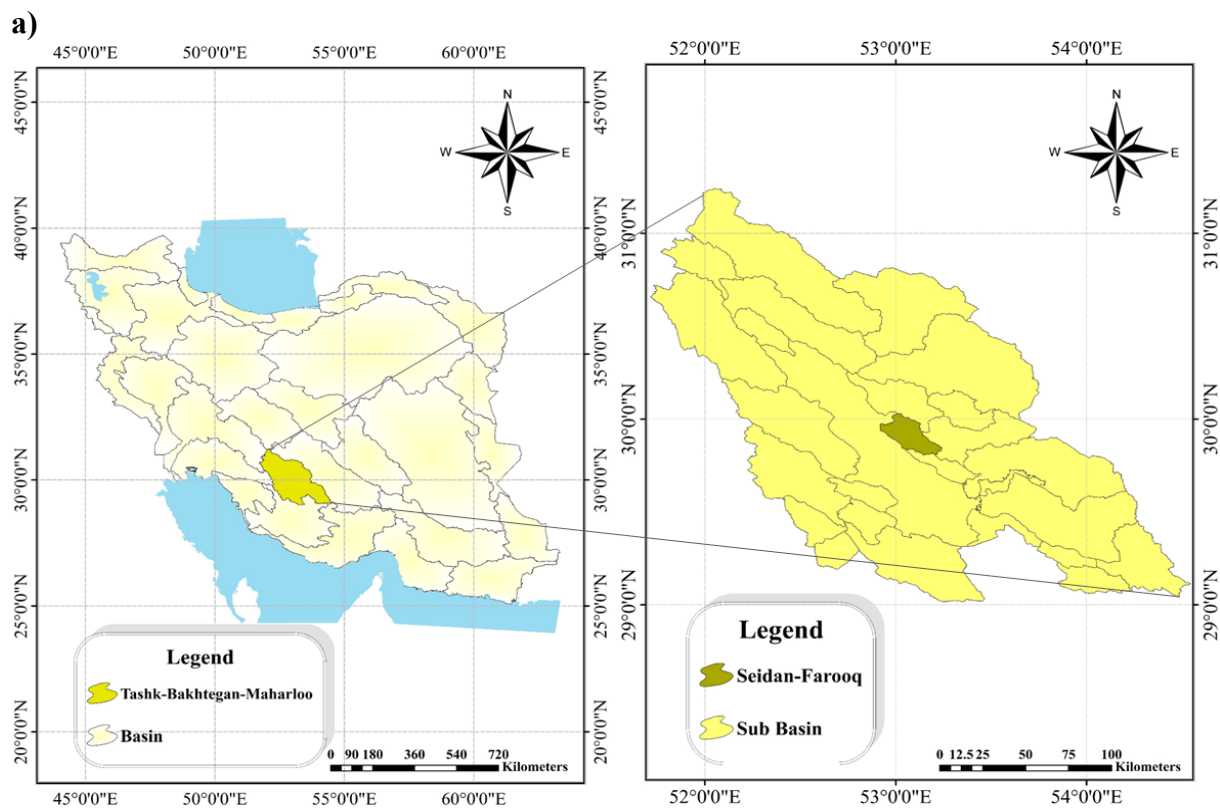 a)
45°0'0"E 50°0'0"E 55°0'0"E 60°0'0"E
45°0'0"N
40°0'0"N
35°0'0"N
30°0'0"N
25°0'0"N
20°0'0"N
N
W E
S
45°0'0"N
40°0'0"N
35°0'0"N
30°0'0"N
25°0'0"N
20°0'0"N
Legend
Tashk-Bakhtegan-Maharloo
Basin
0 90 180 360 540 720
Kilometers
45°0'0"E 50°0'0"E 55°0'0"E 60°0'0"E
52°0'0"E 53°0'0"E 54°0'0"E
31°0'0"N
30°0'0"N
29°0'0"N
N
W E
S
31°0'0"N
30°0'0"N
29°0'0"N
Legend
Seidan-Farooq
Sub Basin
0 12.5 25 50 75 100
Kilometers
52°0'0"E 53°0'0"E 54°0'0"E